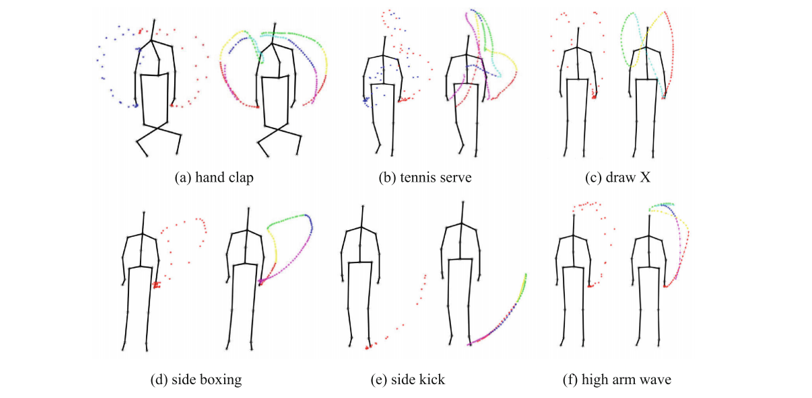 (a) hand clap
(b) tennis serve
(c) draw X
(d) side boxing
(e) side kick
(f) high arm wave